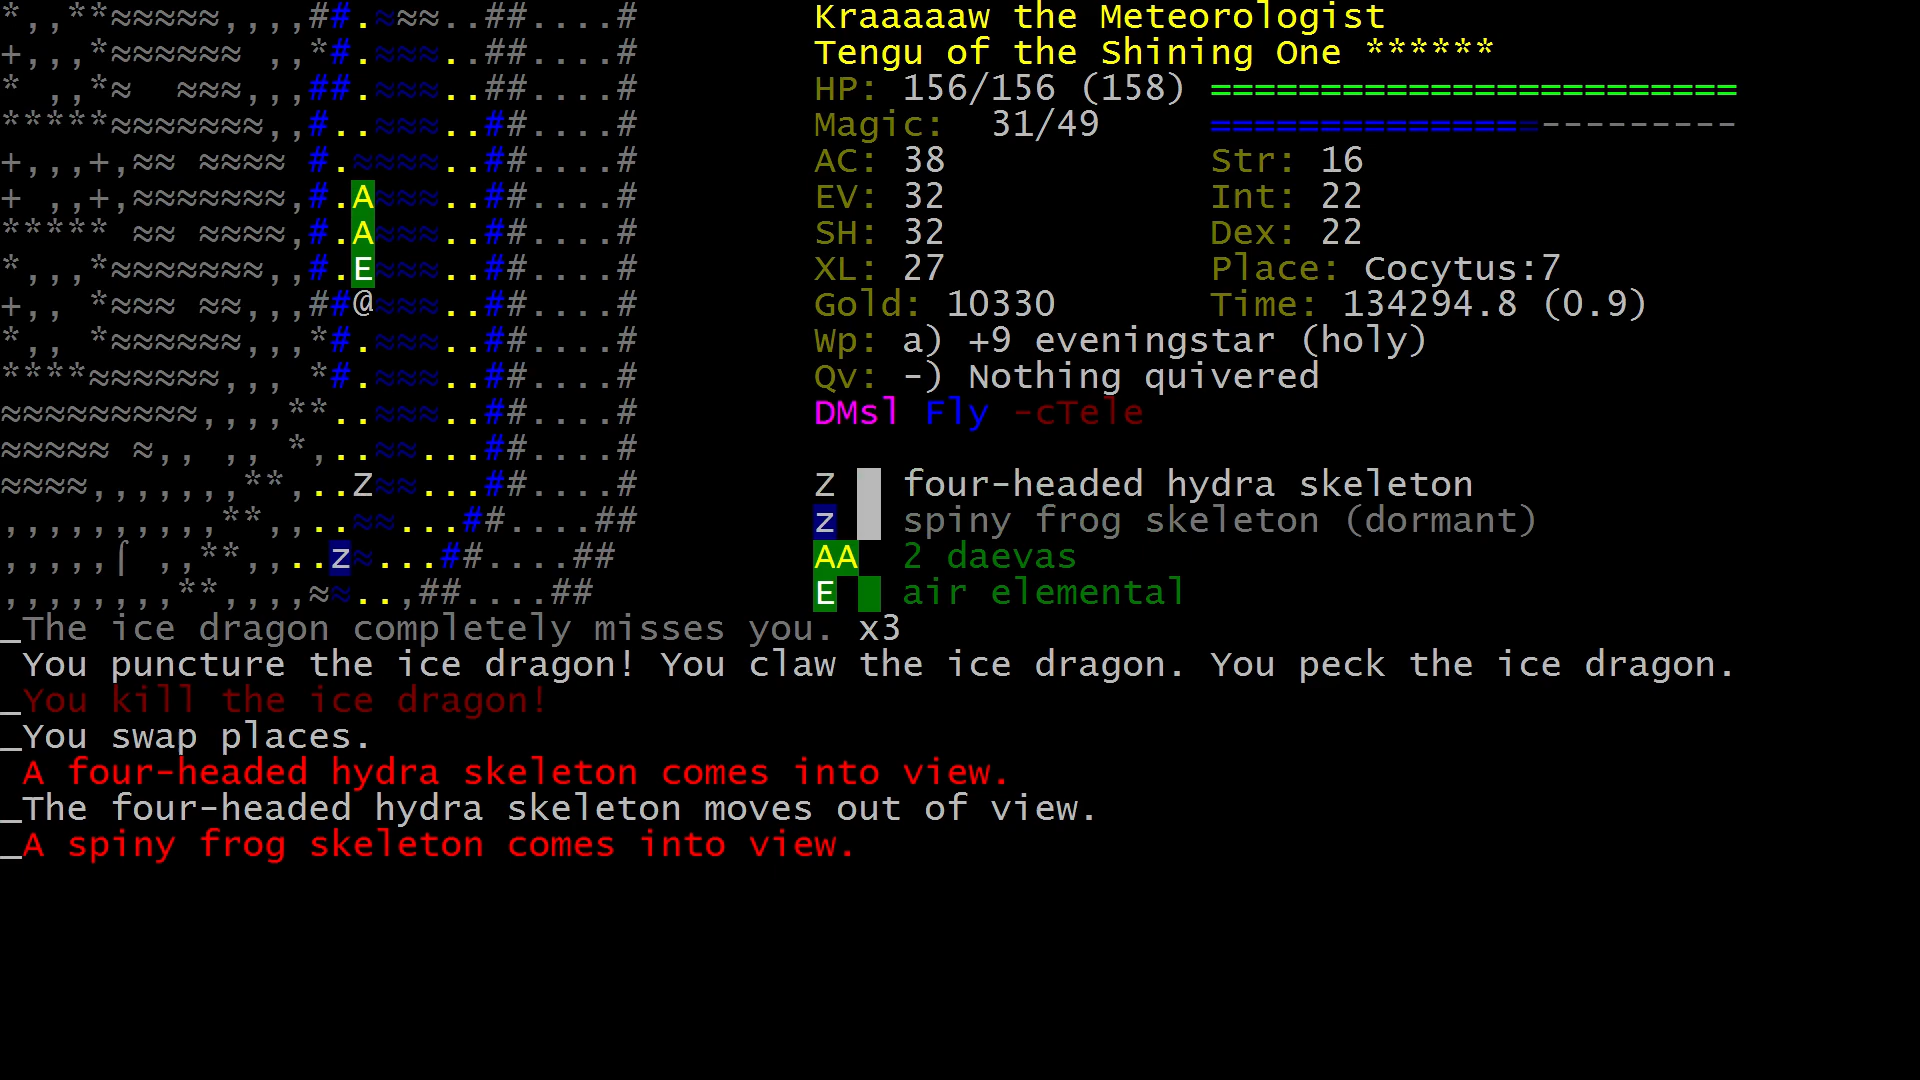 Kraaaaaw the Meteorologist
Tengu of the Shining One ******
HP: 156/156 (158) ========================
Magic: 31/49 ===============---------
AC: 38 Str: 16
EV: 32 Int: 22
SH: 32 Dex: 22
XL: 27 Place: Cocytus:7
Gold: 10330 Time: 134294.8 (0.9)
Wp: a) +9 eveningstar (holy)
Qv: -) Nothing quivered
DMsl Fly -cTele
Z four-headed hydra skeleton
z spiny frog skeleton (dormant)
AA 2 daevas
E air elemental
_The ice dragon completely misses you. x3
You puncture the ice dragon! You claw the ice dragon. You peck the ice dragon.
_You kill the ice dragon!
_You swap places.
A four-headed hydra skeleton comes into view.
_The four-headed hydra skeleton moves out of view.
_A spiny frog skeleton comes into view.